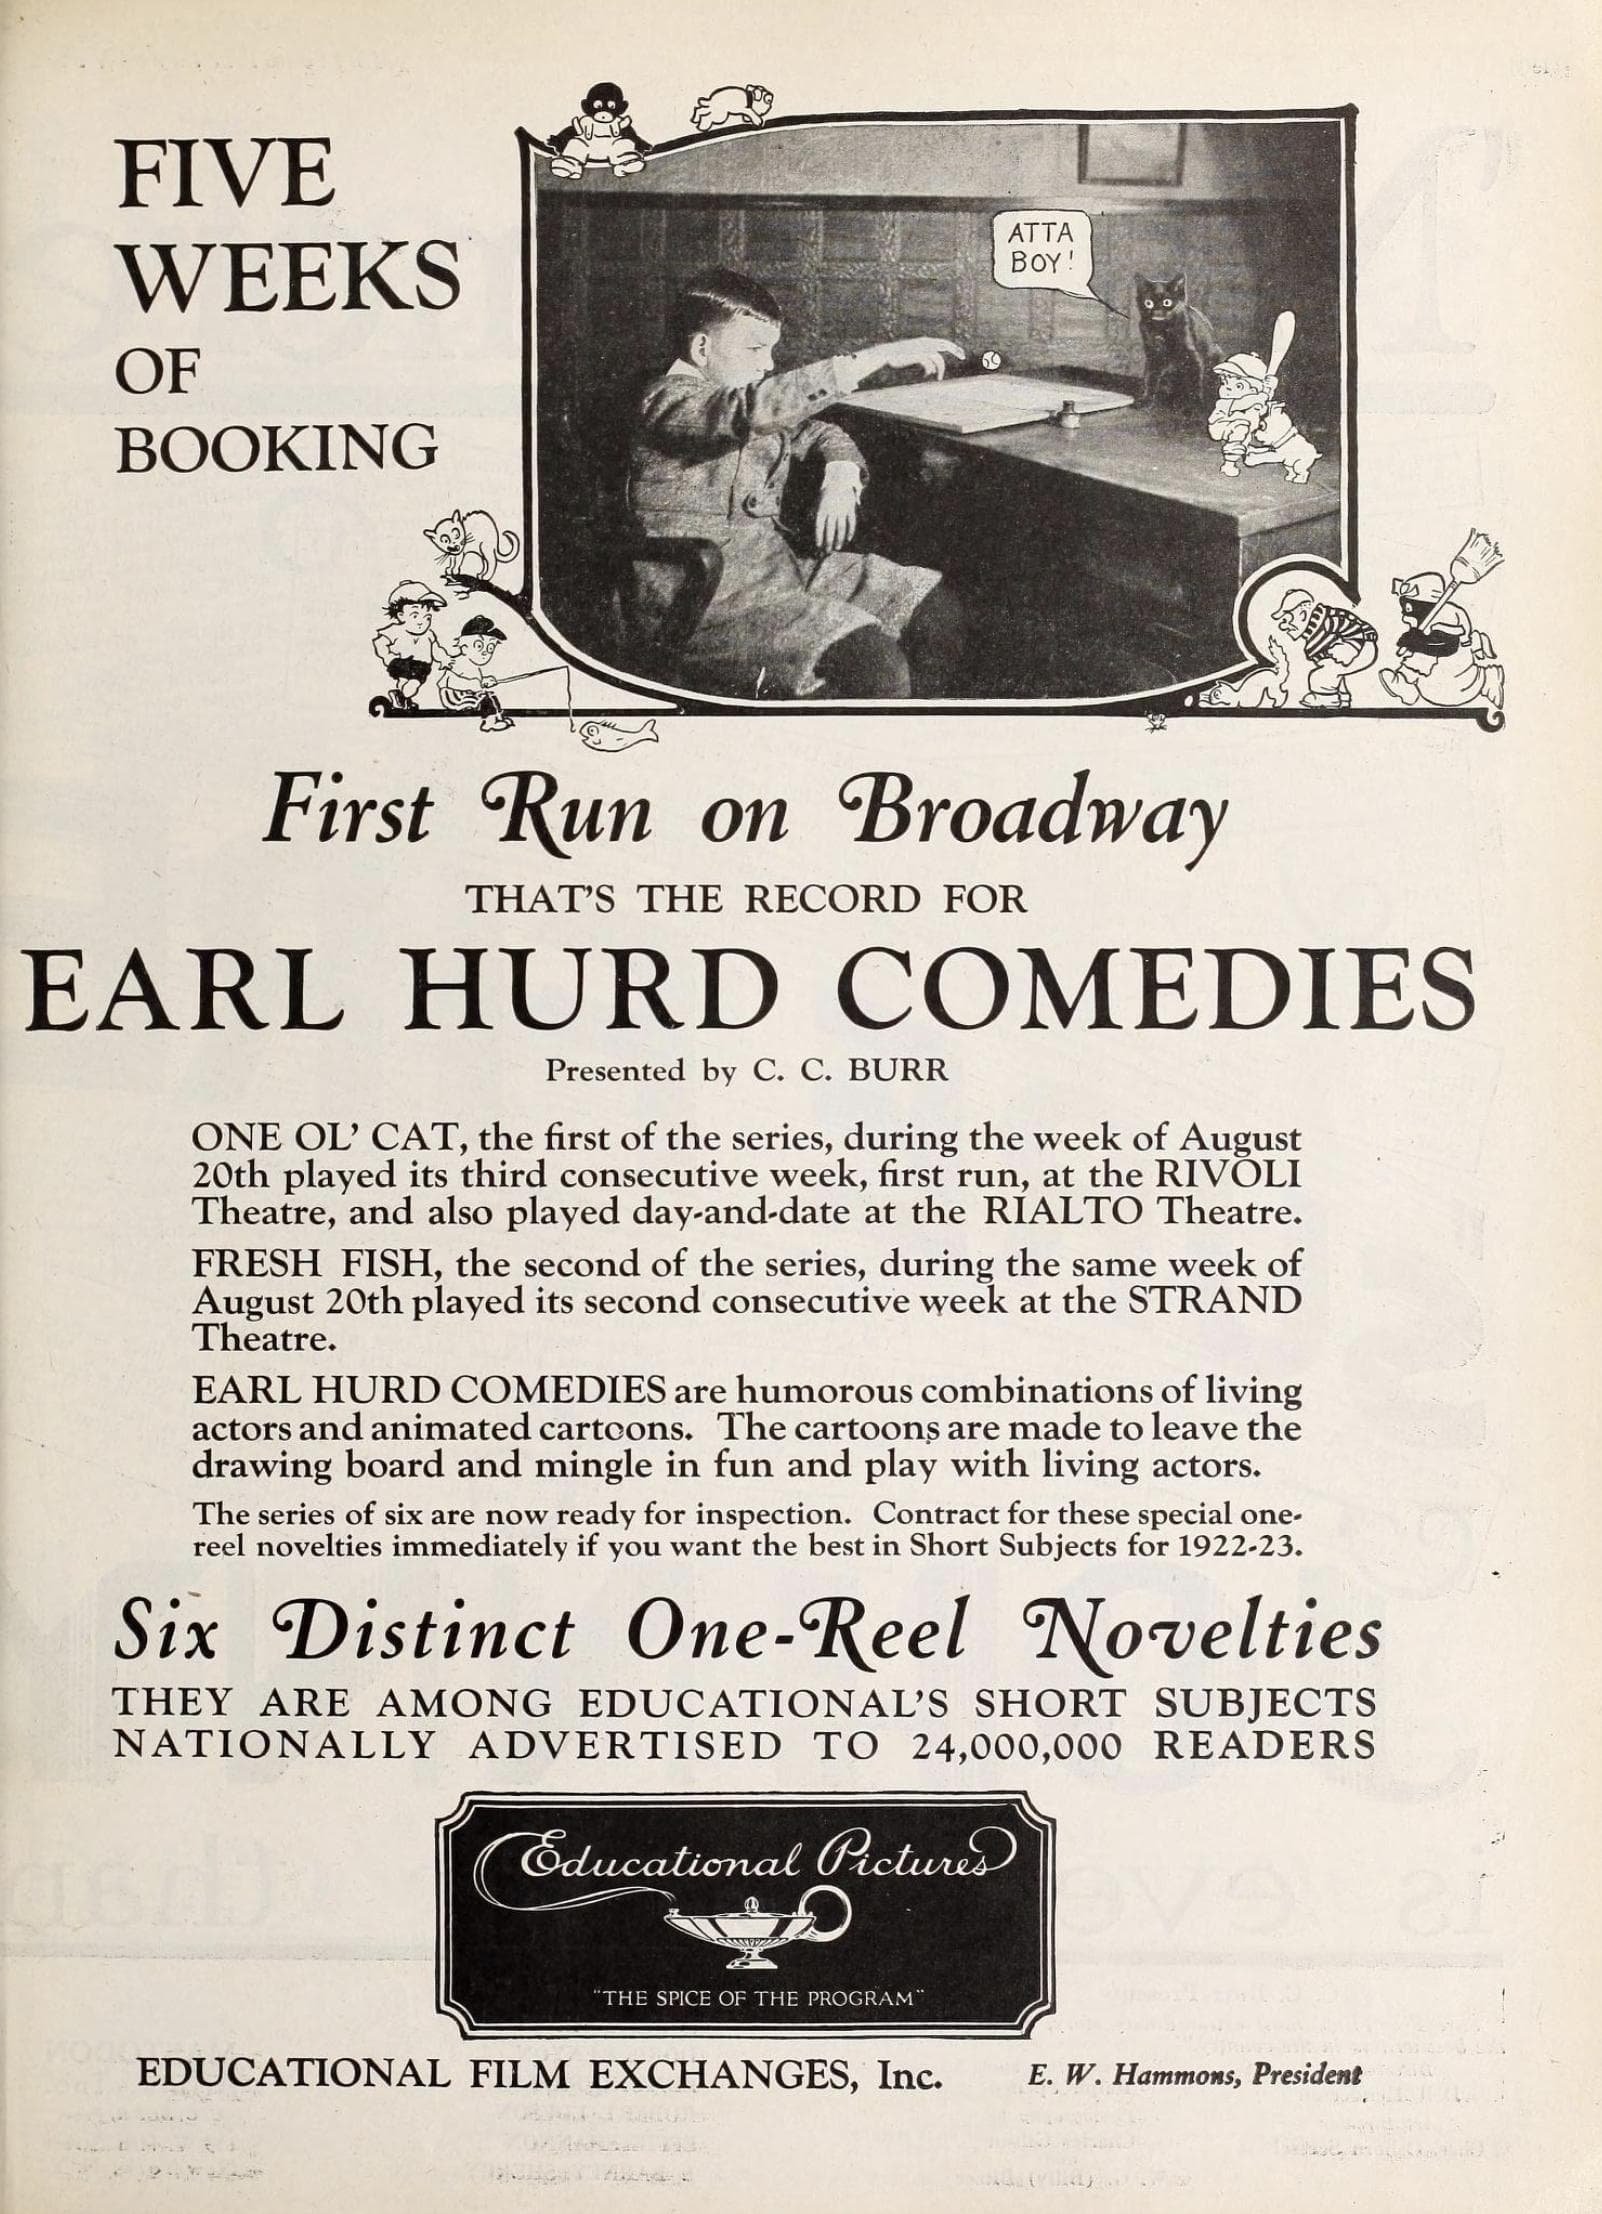 FIVE
WEEKS
OF
BOOKING
ATTA
BOY!
First Run on Broadway
THAT'S THE RECORD FOR
EARL HURD COMEDIES
Presented by C. C. BURR
ONE OL' CAT, the first of the series, during the week of August
20th played its third consecutive week, first run, at the RIVOLI
Theatre, and also played day-and-date at the RIALTO Theatre.
FRESH FISH, the second of the series, during the same week of
August 20th played its second consecutive week at the STRAND
Theatre.
EARL HURD COMEDIES are humorous combinations of living
actors and animated cartoons. The cartoons are made to leave the
drawing board and mingle in fun and play with living actors.
The series of six are now ready for inspection. Contract for these special one-
reel novelties immediately if you want the best in Short Subjects for 1922-23.
Six Distinct One-Reel Novelties
THEY ARE AMONG EDUCATIONAL'S SHORT SUBJECTS
NATIONALLY ADVERTISED TO 24,000,000 READERS
Educational Pictures
"THE SPICE OF THE PROGRAM"
EDUCATIONAL FILM EXCHANGES, Inc. E. W. Hammons, President